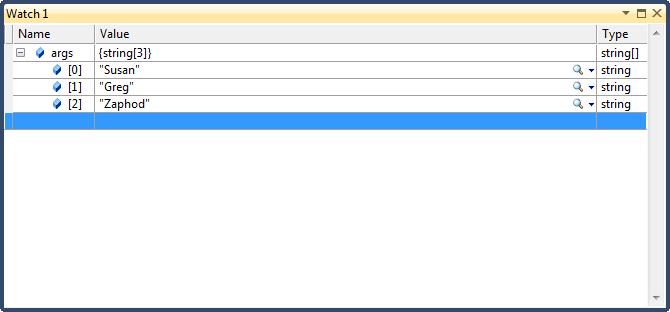 Watch 1
Name Value Type
args {string[3]} string[]
[0] "Susan" string
[1] "Greg" string
[2] "Zaphod" string